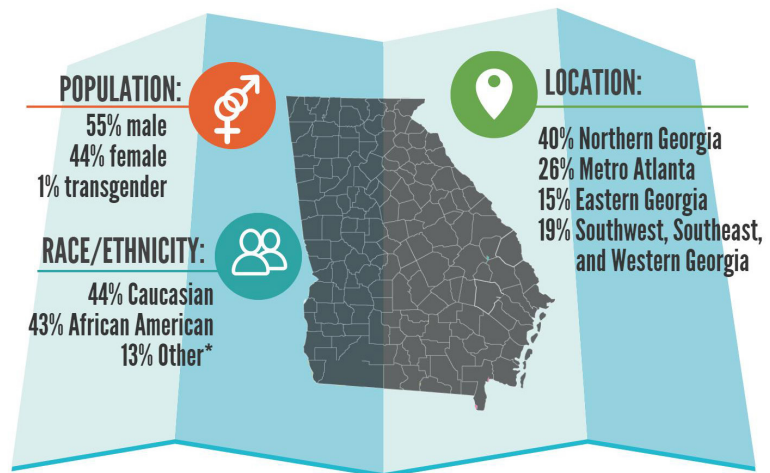 POPULATION:
55% male
44% female
1% transgender
RACE/ETHNICITY:
44% Caucasian
43% African American
13% Other*
LOCATION:
40% Northern Georgia
26% Metro Atlanta
15% Eastern Georgia
19% Southwest, Southeast,
and Western Georgia